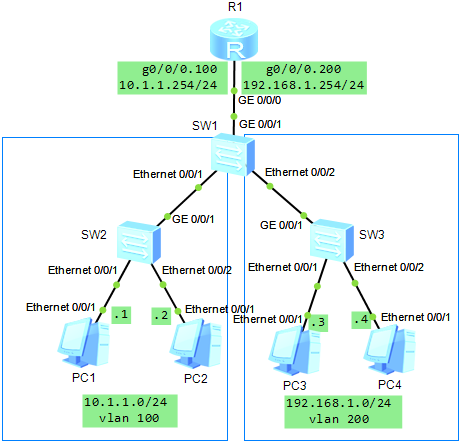 R1
R
g0/0/0.100
10.1.1.254/24
g0/0/0.200
192.168.1.254/24
GE 0/0/0
SW1
GE 0/0/1
Ethernet 0/0/1
Ethernet 0/0/2
GE 0/0/1
SW2
GE 0/0/1
SW3
Ethernet 0/0/1
Ethernet 0/0/2
Ethernet 0/0/1
Ethernet 0/0/2
Ethernet 0/0/1
.1
.2
Ethernet 0/0/1
Ethernet 0/0/1
.3
.4
Ethernet 0/0/1
PC1
PC2
PC3
PC4
10.1.1.0/24
vlan 100
192.168.1.0/24
vlan 200